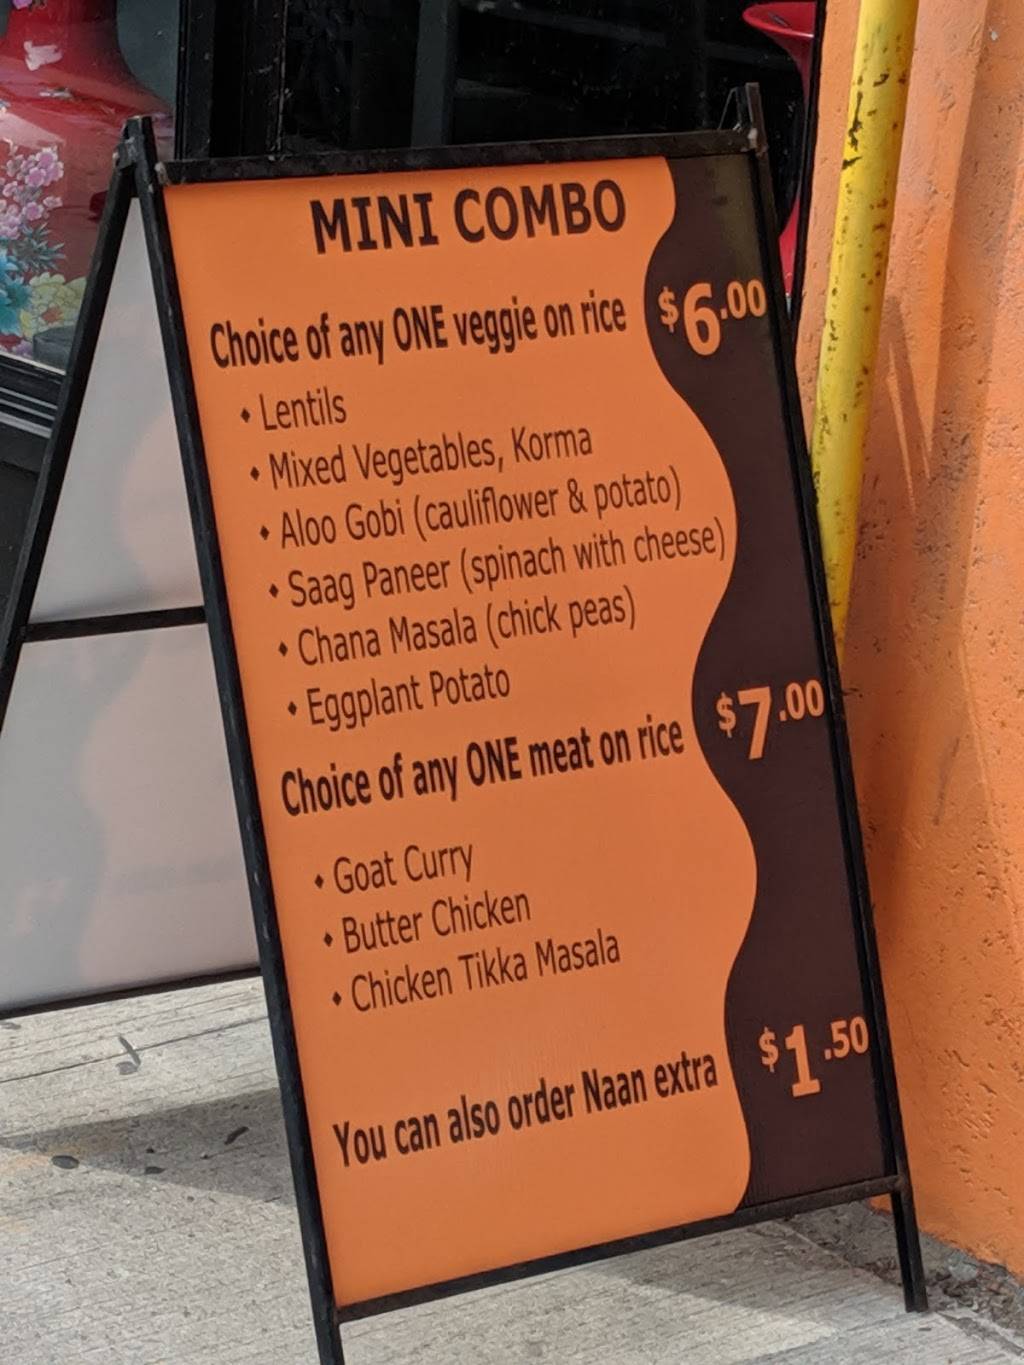 MINI COMBO
Choice of any ONE veggie on rice $6.00
• Lentils
• Mixed Vegetables, Korma
• Aloo Gobi (cauliflower & potato)
• Saag Paneer (spinach with cheese)
• Chana Masala (chick peas)
• Eggplant Potato
Choice of any ONE meat on rice $7.00
• Goat Curry
• Butter Chicken
• Chicken Tikka Masala
You can also order Naan extra $1.50